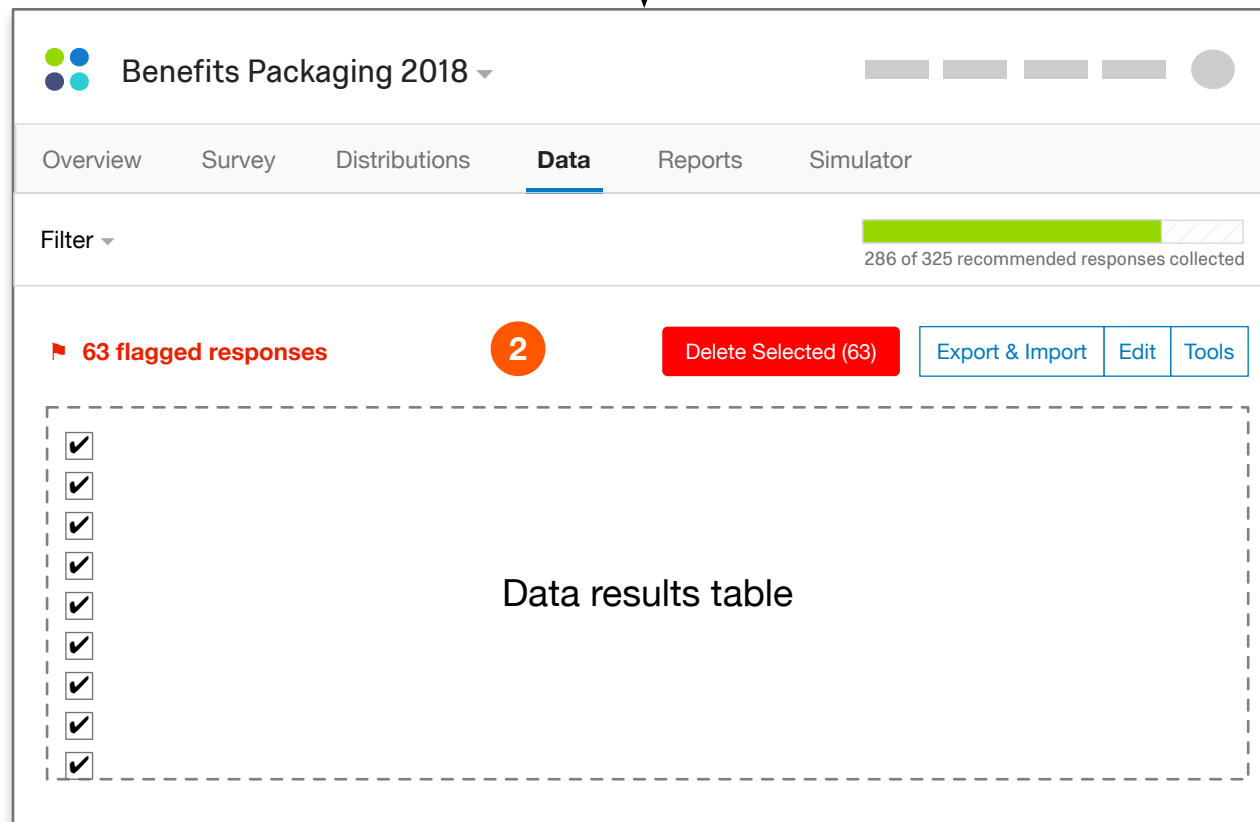 Benefits Packaging 2018
Overview Survey Distributions Data Reports Simulator
Filter
286 of 325 recommended responses collected
63 flagged responses 2 Delete Selected (63) Export & Import Edit Tools
Data results table